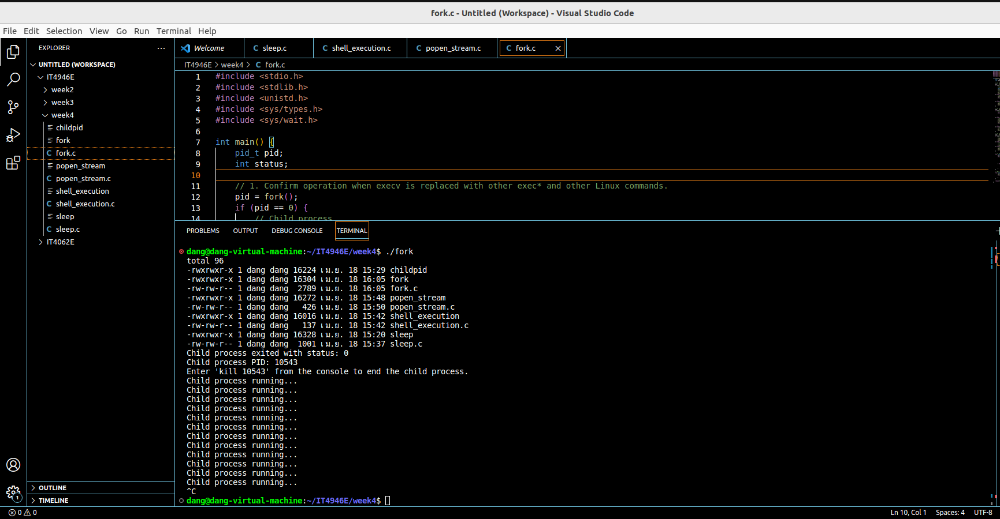 fork.c - Untitled (Workspace) - Visual Studio Code
File Edit Selection View Go Run Terminal Help
EXPLORER
UNTITLED (WORKSPACE)
IT4946E
week2
week3
week4
childpid
fork
C fork.c
popen_stream
C popen_stream.c
shell_execution
C shell_execution.c
sleep
C sleep.c
IT4062E
OUTLINE
TIMELINE
1
Welcome
C sleep.c
C shell_execution.c
C popen_stream.c
C fork.c
IT4946E > week4 > C fork.c
1 #include <stdio.h>
2 #include <stdlib.h>
3 #include <unistd.h>
4 #include <sys/types.h>
5 #include <sys/wait.h>
6
7 int main() {
8 pid_t pid;
9 int status;
10
11 // 1. Confirm operation when execv is replaced with other exec* and other Linux commands.
12 pid = fork();
13 if (pid == 0) {
14 // Child process
PROBLEMS OUTPUT DEBUG CONSOLE TERMINAL
dang@dang-virtual-machine:~/IT4946E/week4$ ./fork
total 96
-rwxrwxr-x 1 dang dang 16224 เม.ย. 18 15:29 childpid
-rwxrwxr-x 1 dang dang 16304 เม.ย. 18 16:05 fork
-rw-rw-r-- 1 dang dang  2789 เม.ย. 18 16:05 fork.c
-rwxrwxr-x 1 dang dang 16272 เม.ย. 18 15:48 popen_stream
-rw-rw-r-- 1 dang dang   426 เม.ย. 18 15:50 popen_stream.c
-rwxrwxr-x 1 dang dang 16016 เม.ย. 18 15:42 shell_execution
-rw-rw-r-- 1 dang dang   137 เม.ย. 18 15:42 shell_execution.c
-rwxrwxr-x 1 dang dang 16328 เม.ย. 18 15:20 sleep
-rw-rw-r-- 1 dang dang  1001 เม.ย. 18 15:37 sleep.c
Child process exited with status: 0
Child process PID: 10543
Enter 'kill 10543' from the console to end the child process.
Child process running...
Child process running...
Child process running...
Child process running...
Child process running...
Child process running...
Child process running...
Child process running...
Child process running...
Child process running...
Child process running...
Child process running...
^C
dang@dang-virtual-machine:~/IT4946E/week4$
0 0
Ln 10, Col 1 Spaces: 4 UTF-8